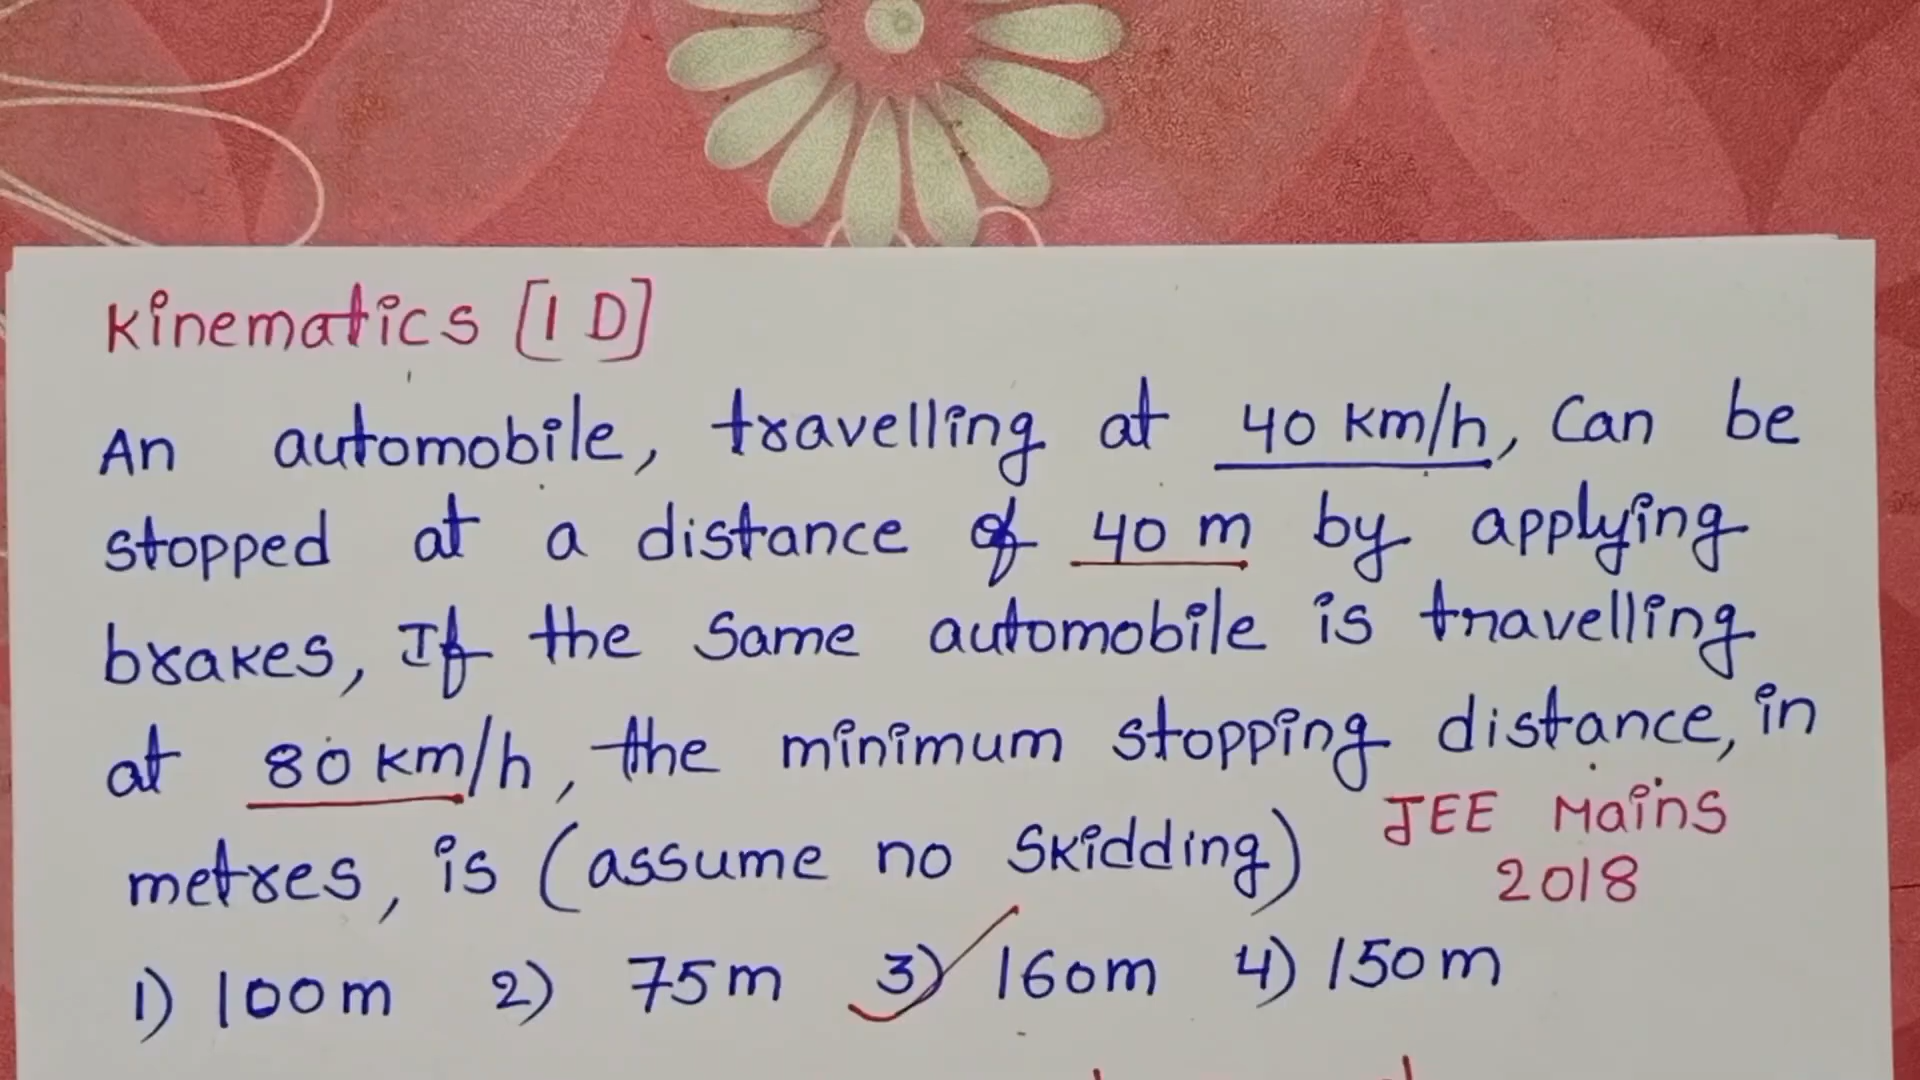 Kinematics [1 D]
An automobile, travelling at 40 km/h, Can be
stopped at a distance of 40 m by applying
brakes, If the same automobile is travelling
at 80 km/h, the minimum stopping distance, in
metres, is (assume no skidding) JEE Mains
2018
1) 100m 2) 75m 3) 160m 4) 150m